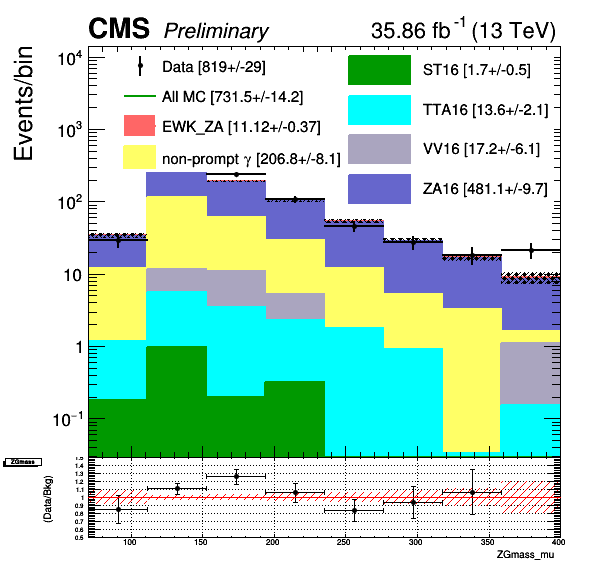 CMS Preliminary 35.86 fb⁻¹ (13 TeV)
Events/bin
10⁴
10³
10²
10
1
10⁻¹
Data [819+/-29]
All MC [731.5+/-14.2]
EWK_ZA [11.12+/-0.37]
non-prompt γ [206.8+/-8.1]
ST16 [1.7+/-0.5]
TTA16 [13.6+/-2.1]
VV16 [17.2+/-6.1]
ZA16 [481.1+/-9.7]
ZGmass
(Data/Bkg)
1.5
1.4
1.3
1.2
1.1
1
0.9
0.8
0.7
0.6
0.5
100 150 200 250 300 350 400
ZGmass_mu